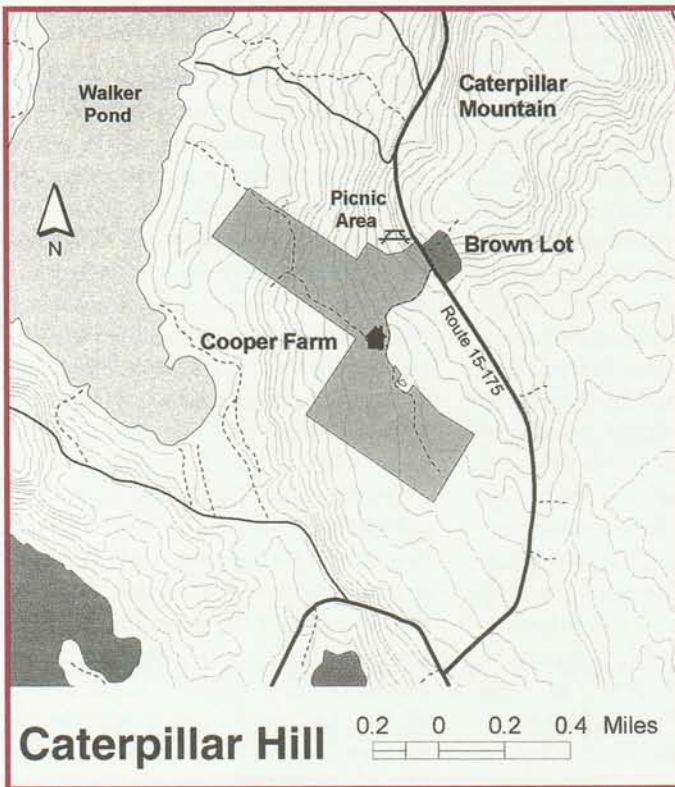 Walker
Pond
Caterpillar
Mountain
N
Picnic
Area
Brown Lot
Cooper Farm
Route 15-175
Caterpillar Hill
0.2 0 0.2 0.4 Miles